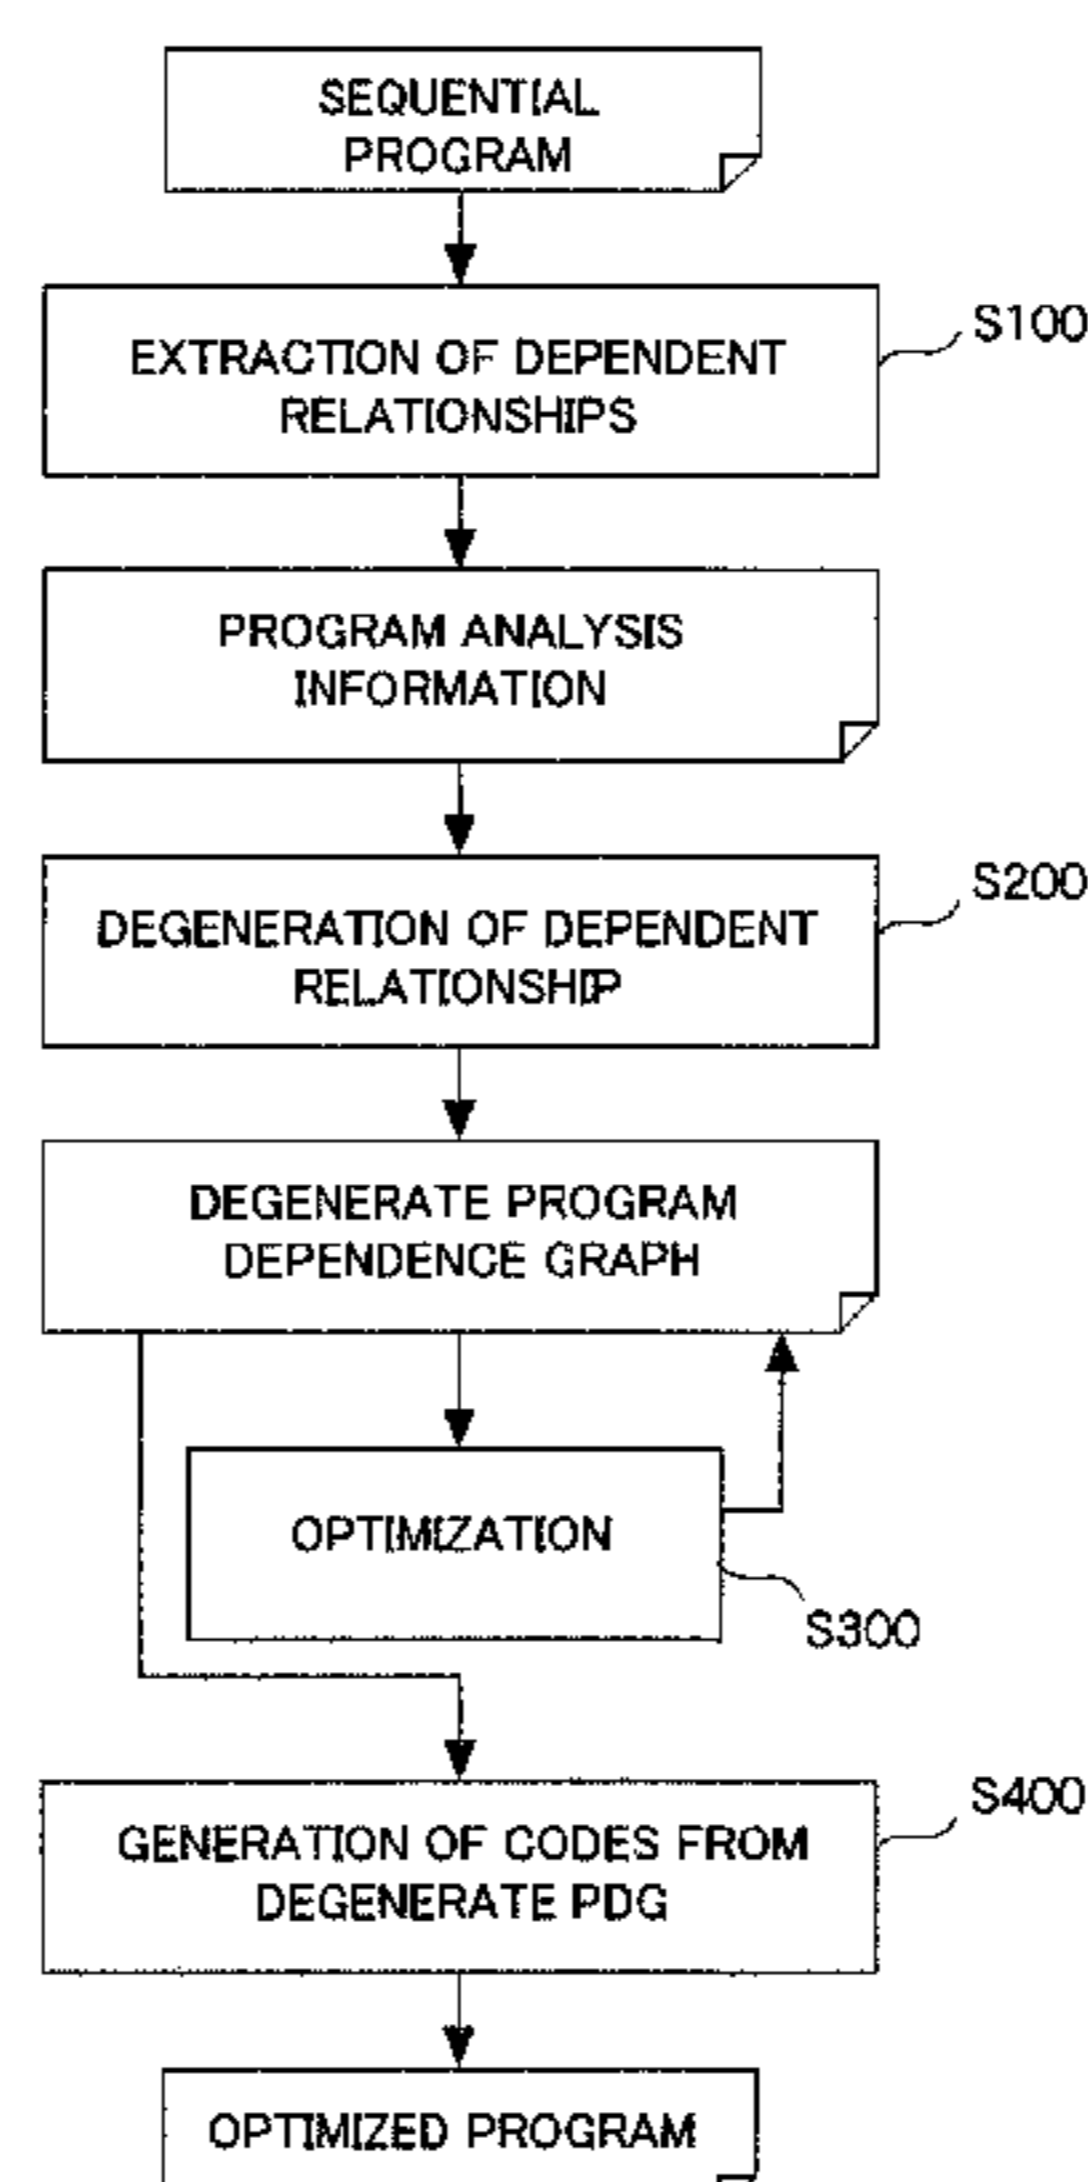 SEQUENTIAL
PROGRAM
EXTRACTION OF DEPENDENT
RELATIONSHIPS
S100
PROGRAM ANALYSIS
INFORMATION
DEGENERATION OF DEPENDENT
RELATIONSHIP
S200
DEGENERATE PROGRAM
DEPENDENCE GRAPH
OPTIMIZATION
S300
GENERATION OF CODES FROM
DEGENERATE PDG
S400
OPTIMIZED PROGRAM